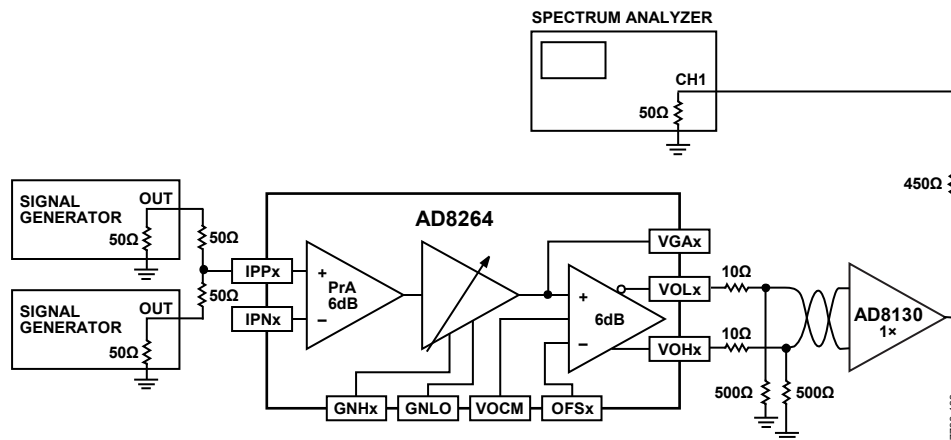 SPECTRUM ANALYZER
CH1
50Ω
450Ω
SIGNAL
GENERATOR
OUT
50Ω
50Ω
SIGNAL
GENERATOR
OUT
50Ω
50Ω
AD8264
IPPx
IPNx
+
PrA
6dB
−
+
6dB
−
VGAx
VOLx
VOHx
10Ω
10Ω
AD8130
1×
500Ω
500Ω
GNHx
GNLO
VOCM
OFSx